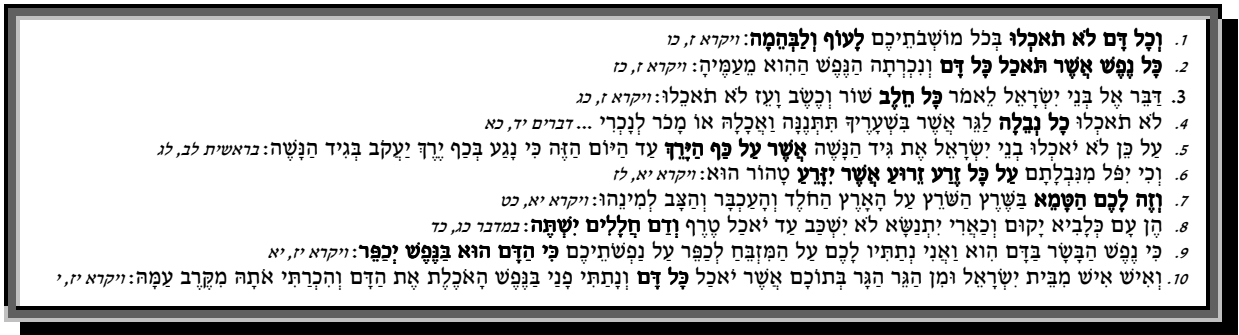 1. וְכָל דָּם לֹא תֹאכְלוּ בְּכֹל מוֹשְׁבֹתֵיכֶם לָעוֹף וְלַבְּהֵמָה: ויקרא ז, כו
2. כָּל נֶפֶשׁ אֲשֶׁר תֹּאכַל כָּל דָּם וְנִכְרְתָה הַנֶּפֶשׁ הַהִוא מֵעַמֶּיהָ: ויקרא ז, כז
3. דַּבֵּר אֶל בְּנֵי יִשְׂרָאֵל לֵאמֹר כָּל חֵלֶב שׁוֹר וְכֶשֶׂב וָעֵז לֹא תֹאכֵלוּ: ויקרא ז, כג
4. לֹא תֹאכְלוּ כָל נְבֵלָה לַגֵּר אֲשֶׁר בִּשְׁעָרֶיךָ תִּתְּנֶנָּה וַאֲכָלָהּ אוֹ מָכֹר לְנָכְרִי ... דברים יד, כא
5. עַל כֵּן לֹא יֹאכְלוּ בְנֵי יִשְׂרָאֵל אֶת גִּיד הַנָּשֶׁה אֲשֶׁר עַל כַּף הַיָּרֵךְ עַד הַיּוֹם הַזֶּה כִּי נָגַע בְּכַף יֶרֶךְ יַעֲקֹב בְּגִיד הַנָּשֶׁה: בראשית לב, לג
6. וְכִי יִפֹּל מִנִּבְלָתָם עַל כָּל זֶרַע זֵרוּעַ אֲשֶׁר יִזָּרֵעַ טָהוֹר הוּא: ויקרא יא, לז
7. וְזֶה לָכֶם הַטָּמֵא בַּשֶּׁרֶץ הַשֹּׁרֵץ עַל הָאָרֶץ הַחֹלֶד וְהָעַכְבָּר וְהַצָּב לְמִינֵהוּ: ויקרא יא, כט
8. הֶן עָם כְּלָבִיא יָקוּם וְכַאֲרִי יִתְנַשָּׂא לֹא יִשְׁכַּב עַד יֹאכַל טֶרֶף וְדַם חֲלָלִים יִשְׁתֶּה: במדבר כג, כד
9. כִּי נֶפֶשׁ הַבָּשָׂר בַּדָּם הִוא וַאֲנִי נְתַתִּיו לָכֶם עַל הַמִּזְבֵּחַ לְכַפֵּר עַל נַפְשֹׁתֵיכֶם כִּי הַדָּם הוּא בַּנֶּפֶשׁ יְכַפֵּר: ויקרא יז, יא
10. וְאִישׁ אִישׁ מִבֵּית יִשְׂרָאֵל וּמִן הַגֵּר הַגָּר בְּתוֹכָם אֲשֶׁר יֹאכַל כָּל דָּם וְנָתַתִּי פָנַי בַּנֶּפֶשׁ הָאֹכֶלֶת אֶת הַדָּם וְהִכְרַתִּי אֹתָהּ מִקֶּרֶב עַמָּהּ: ויקרא יז, י